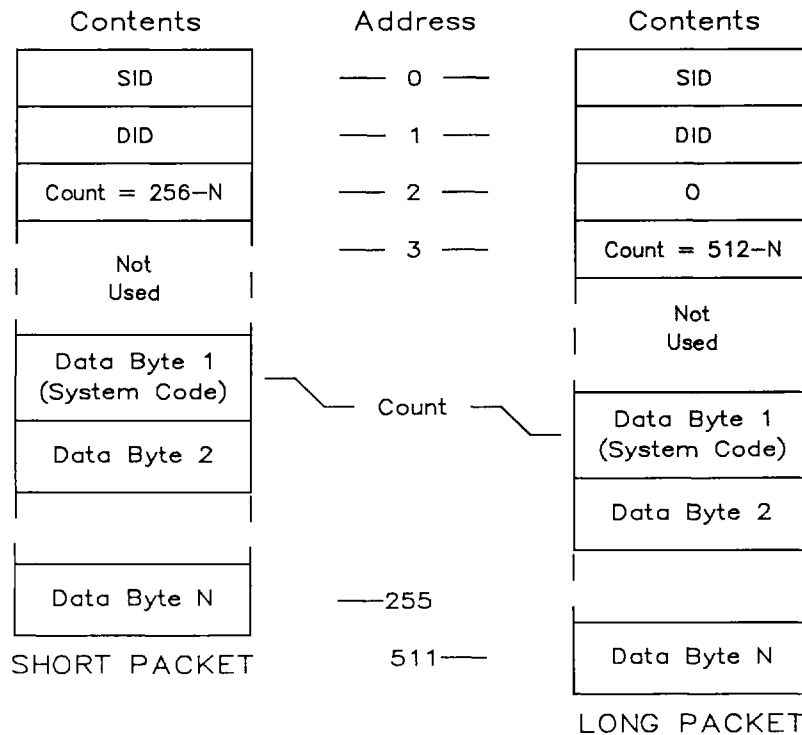 Contents Address Contents
SID 0 SID
DID 1 DID
Count = 256-N 2 0
3 Count = 512-N
Not
Used
Not
Used
Data Byte 1
(System Code)
Count
Data Byte 1
(System Code)
Data Byte 2
Data Byte 2
Data Byte N 255
SHORT PACKET 511 Data Byte N
LONG PACKET